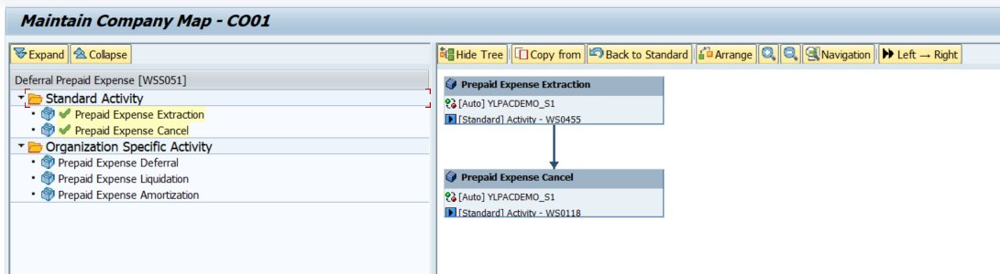 Maintain Company Map - CO01
Expand Collapse
Hide Tree Copy from Back to Standard Arrange Navigation Left → Right
Deferral Prepaid Expense [WSS051]
Standard Activity
Prepaid Expense Extraction
Prepaid Expense Cancel
Organization Specific Activity
Prepaid Expense Deferral
Prepaid Expense Liquidation
Prepaid Expense Amortization
Prepaid Expense Extraction
[Auto] YLPACDEMO_S1
[Standard] Activity - WS0455
Prepaid Expense Cancel
[Auto] YLPACDEMO_S1
[Standard] Activity - WS0118